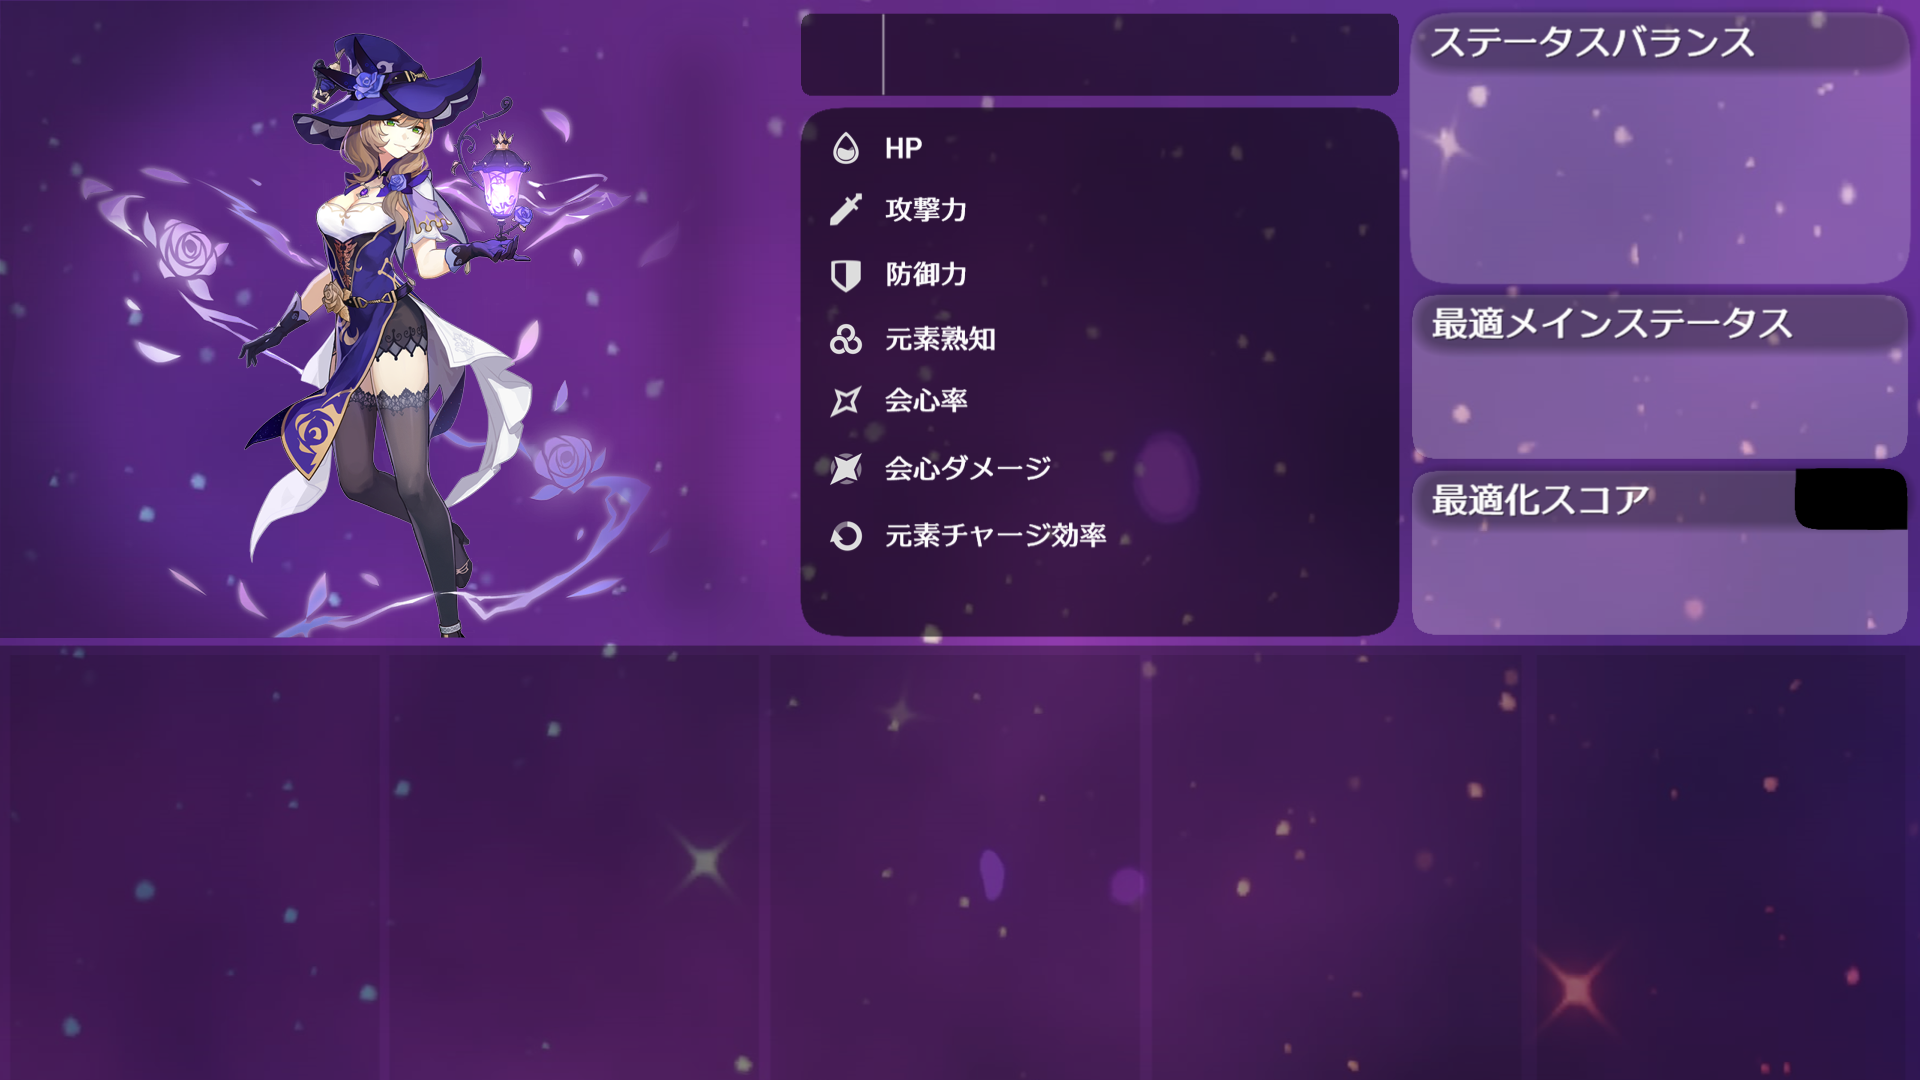 HP
攻撃力
防御力
元素熟知
会心率
会心ダメージ
元素チャージ効率
ステータスバランス
最適メインステータス
最適化スコア